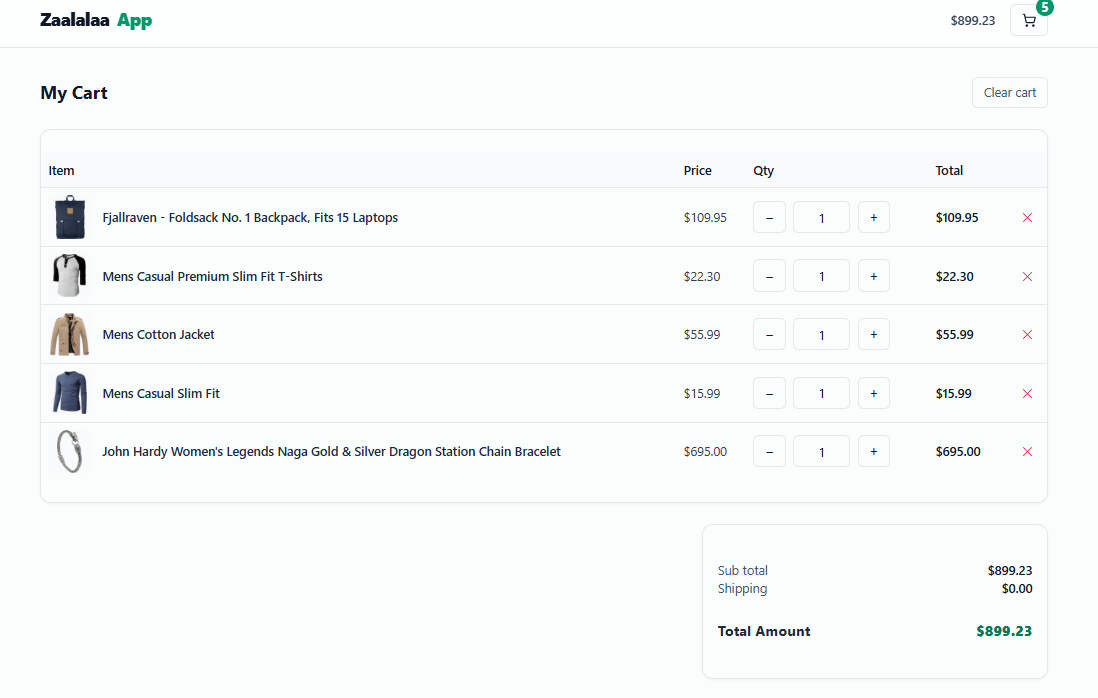 Zaalalaa App $899.23 5
My Cart Clear cart
Item Price Qty Total
Fjallraven - Foldsack No. 1 Backpack, Fits 15 Laptops $109.95 − 1 + $109.95 ×
Mens Casual Premium Slim Fit T-Shirts $22.30 − 1 + $22.30 ×
Mens Cotton Jacket $55.99 − 1 + $55.99 ×
Mens Casual Slim Fit $15.99 − 1 + $15.99 ×
John Hardy Women's Legends Naga Gold & Silver Dragon Station Chain Bracelet $695.00 − 1 + $695.00 ×
Sub total $899.23
Shipping $0.00
Total Amount $899.23